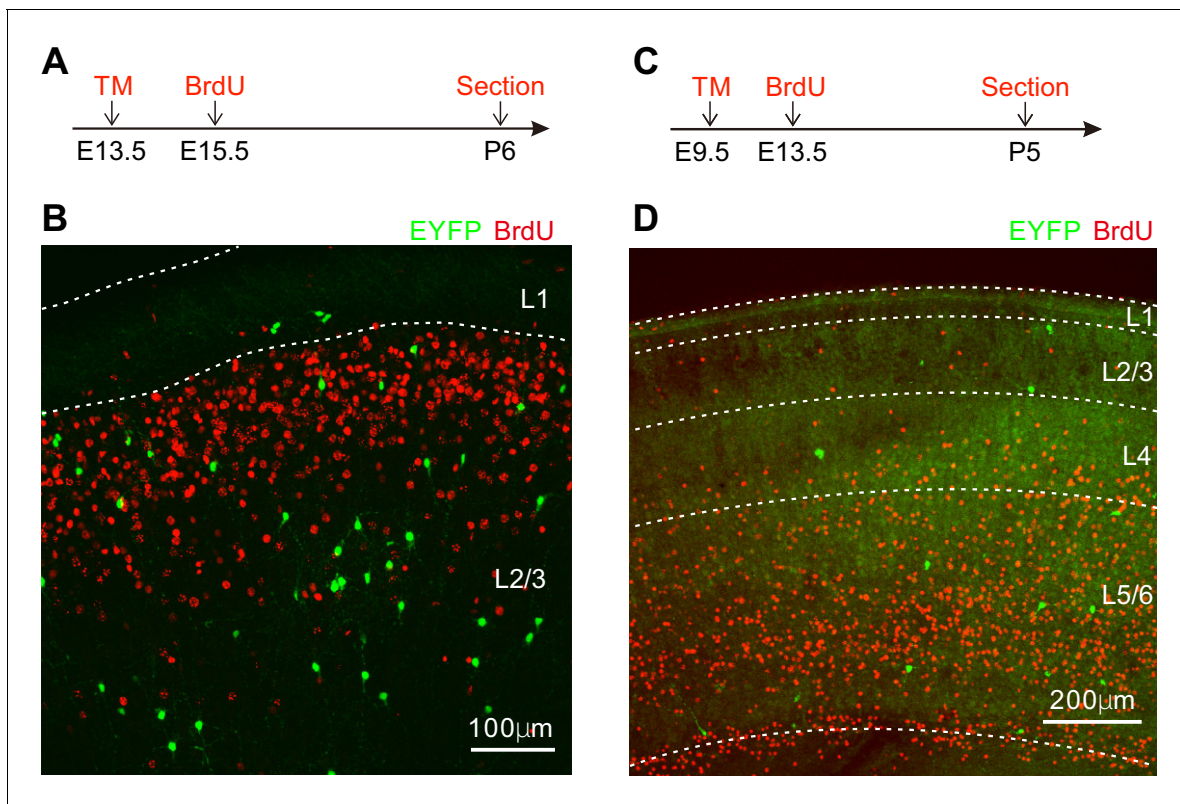 A
TM BrdU Section
E13.5 E15.5 P6
B
EYFP BrdU
L1
L2/3
100μm
C
TM BrdU Section
E9.5 E13.5 P5
D
EYFP BrdU
L1
L2/3
L4
L5/6
200μm